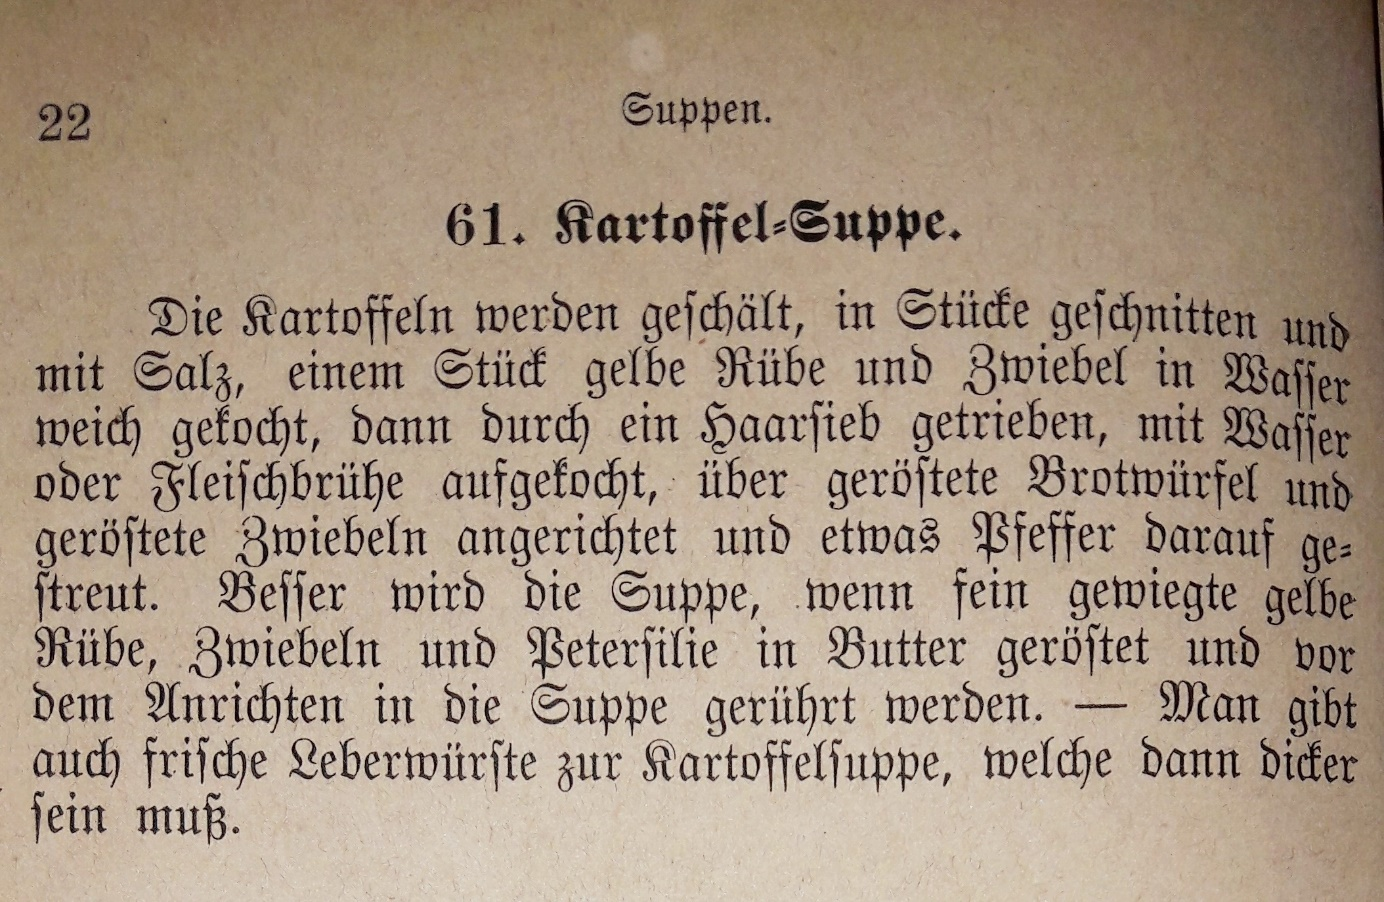 22
Suppen.
61. Kartoffel-Suppe.
Die Kartoffeln werden geſchält, in Stücke geſchnitten und
mit Salz, einem Stück gelbe Rübe und Zwiebel in Waſſer
weich gekocht, dann durch ein Haarſieb getrieben, mit Waſſer
oder Fleiſchbrühe aufgekocht, über geröſtete Brotwürfel und
geröſtete Zwiebeln angerichtet und etwas Pfeffer darauf ge-
ſtreut. Beſſer wird die Suppe, wenn fein gewiegte gelbe
Rübe, Zwiebeln und Peterſilie in Butter geröſtet und vor
dem Anrichten in die Suppe gerührt werden. — Man gibt
auch friſche Leberwürſte zur Kartoffelſuppe, welche dann dicker
ſein muß.